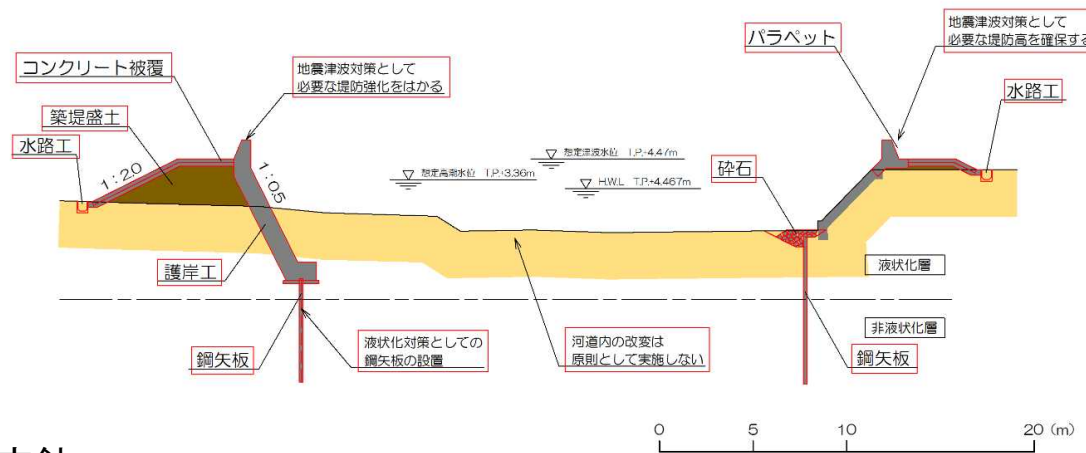 地震津波対策として
必要な堤防高を確保する
パラペット
コンクリート被覆
地震津波対策として
必要な堤防強化をはかる
水路工
築堤盛土
水路工
1:2.0
1:0.5
想定津波水位 T.P.+4.47m
想定高潮水位 T.P.+3.36m
H.W.L T.P.+4.467m
砕石
護岸工
液状化層
非液状化層
鋼矢板
液状化対策としての
鋼矢板の設置
河道内の改変は
原則として実施しない
鋼矢板
0 5 10 20 (m)